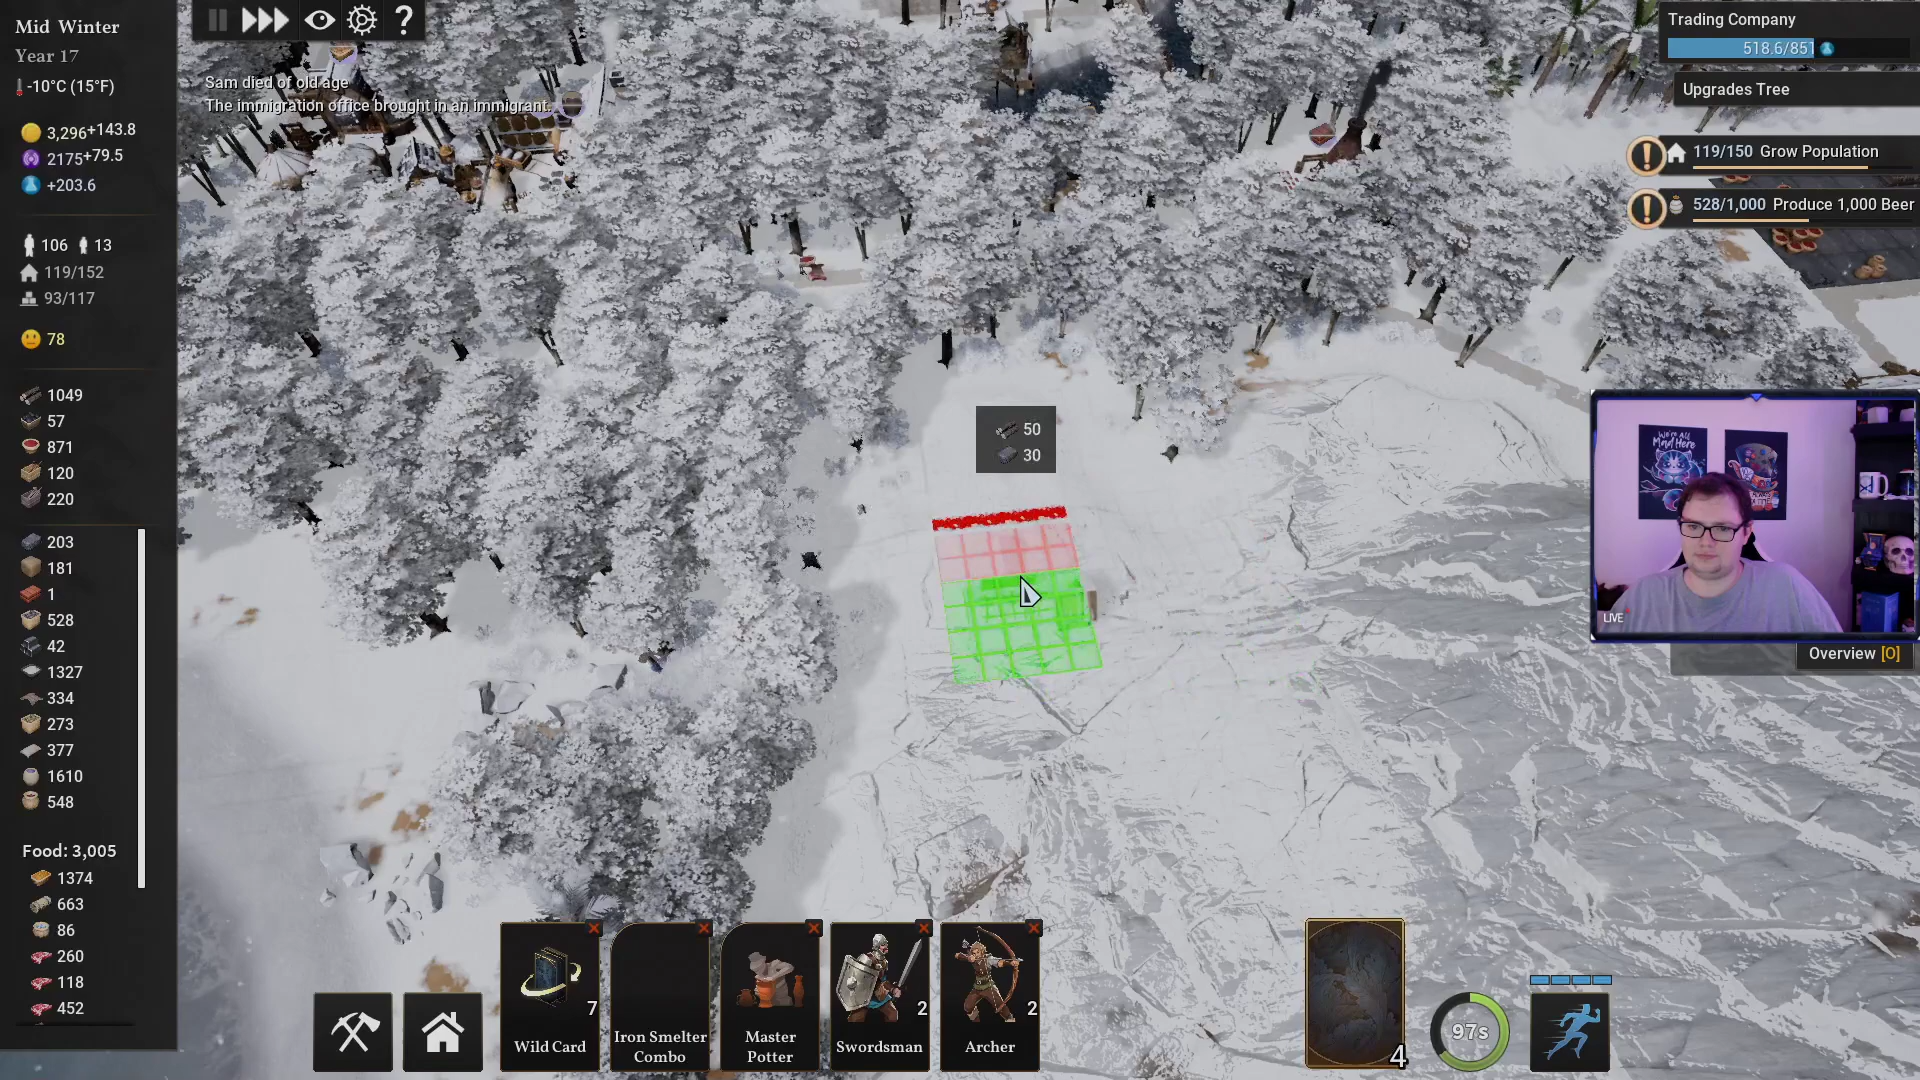 Mid Winter
Year 17
-10°C (15°F)
3,296+143.8
2175+79.5
+203.6
106 13
119/152
93/117
78
1049
57
871
120
220
203
181
1
528
42
1327
334
273
377
1610
548
Food: 3,005
1374
663
86
260
118
452
?
Sam died of old age
The immigration office brought in an immigrant.
50
30
Trading Company
518.6/851
Upgrades Tree
119/150 Grow Population
528/1,000 Produce 1,000 Beer
We're All
Mad Here
LIVE
Overview [O]
7
Wild Card
Iron Smelter
Combo
Master
Potter
2
Swordsman
2
Archer
4
97s